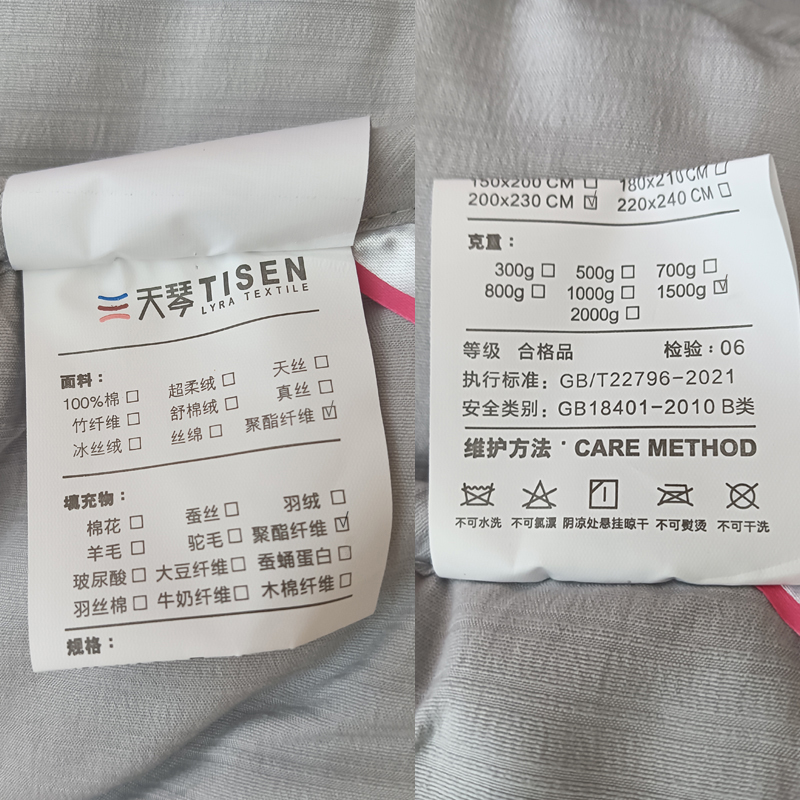 天琴 TISEN
LYRA TEXTILE
面料：
100%棉 □ 超柔绒 □ 天丝 □
竹纤维 □ 舒棉绒 □ 真丝 □
冰丝绒 □ 丝绵 □ 聚酯纤维 ☑
填充物：
棉花 □ 蚕丝 □ 羽绒 □
羊毛 □ 驼毛 □ 聚酯纤维 ☑
玻尿酸 □ 大豆纤维 □ 蚕蛹蛋白 □
羽丝棉 □ 牛奶纤维 □ 木棉纤维 □
规格：
150x200 CM □ 180x210 CM □
200x230 CM ☑ 220x240 CM □
克重：
300g □ 500g □ 700g □
800g □ 1000g □ 1500g ☑
2000g □
等级 合格品 检验：06
执行标准：GB/T22796-2021
安全类别：GB18401-2010 B类
维护方法：CARE METHOD
不可水洗 不可氯漂 阴凉处悬挂晾干 不可熨烫 不可干洗